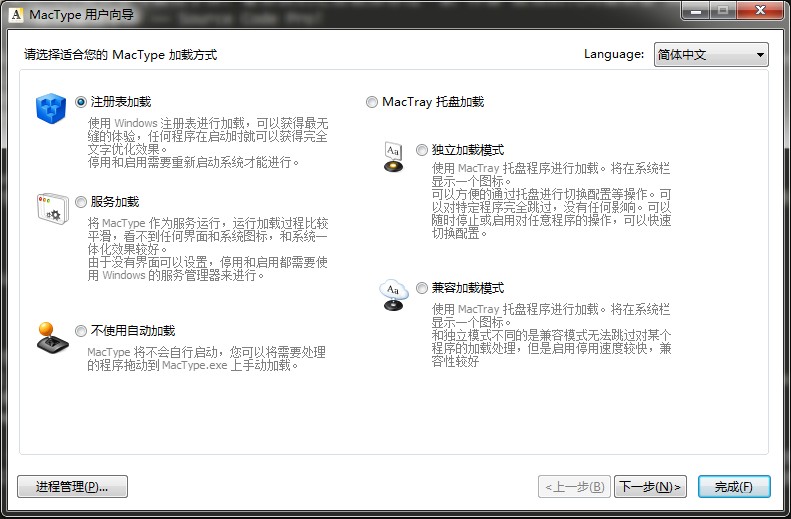 — Source Code Pro!
MacType 用户向导
请选择适合您的 MacType 加载方式
Language:
简体中文
注册表加载
使用 Windows 注册表进行加载，可以获得最无
缝的体验，任何程序在启动时就可以获得完全
文字优化效果。
停用和启用需要重新启动系统才能进行。
服务加载
将 MacType 作为服务运行，运行加载过程比较
平滑，看不到任何界面和系统图标，和系统一
体化效果较好。
由于没有界面可以设置，停用和启用都需要使
用 Windows 的服务管理器来进行。
不使用自动加载
MacType 将不会自行启动，您可以将需要处理
的程序拖动到 MacType.exe 上手动加载。
MacTray 托盘加载
Aa
独立加载模式
使用 MacTray 托盘程序进行加载。将在系统栏
显示一个图标。
可以方便的通过托盘进行切换配置等操作。可
以对特定程序完全跳过，没有任何影响。可以
随时停止或启用对任意程序的操作，可以快速
切换配置。
Aa
兼容加载模式
使用 MacTray 托盘程序进行加载。将在系统栏
显示一个图标。
和独立模式不同的是兼容模式无法跳过对某个
程序的加载处理，但是启用停用速度较快，兼
容性较好
进程管理(P)...
<上一步(B)
下一步(N)>
完成(F)